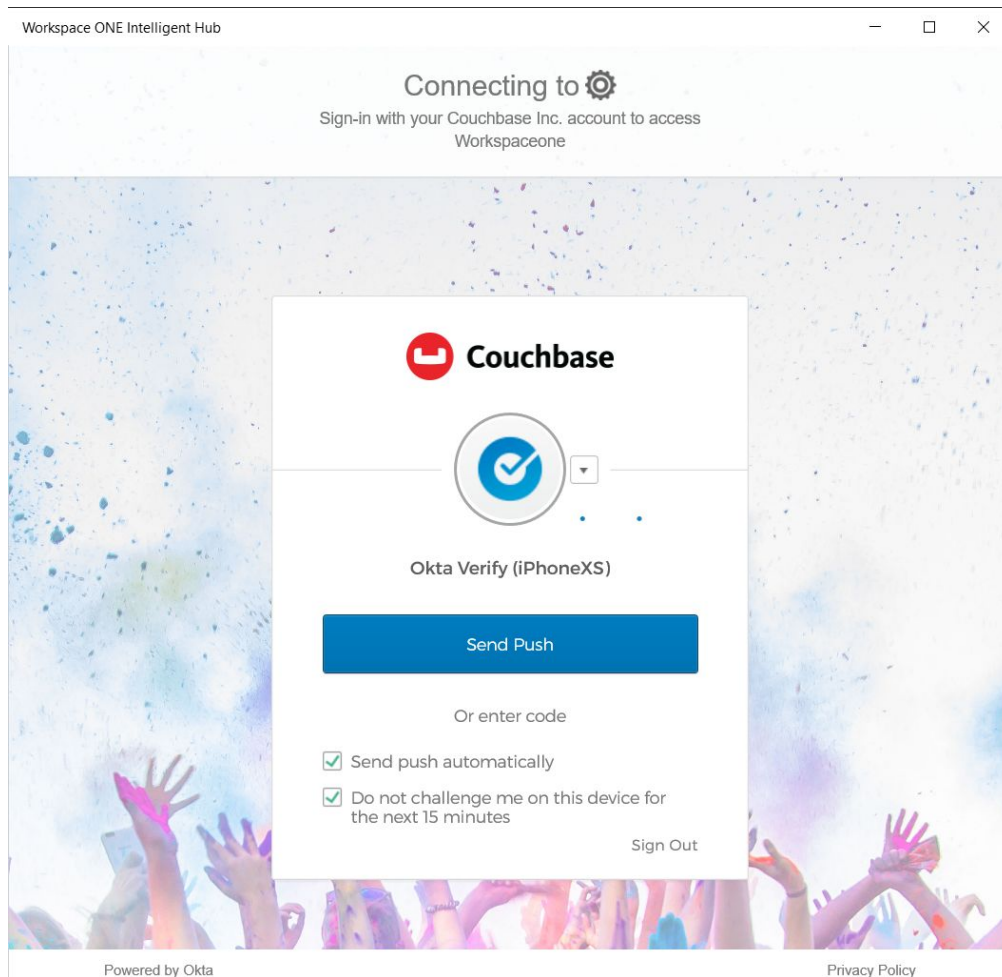 Workspace ONE Intelligent Hub
Connecting to
Sign-in with your Couchbase Inc. account to access
Workspaceone
Couchbase
Okta Verify (iPhoneXS)
Send Push
Or enter code
Send push automatically
Do not challenge me on this device for
the next 15 minutes
Sign Out
Powered by Okta
Privacy Policy